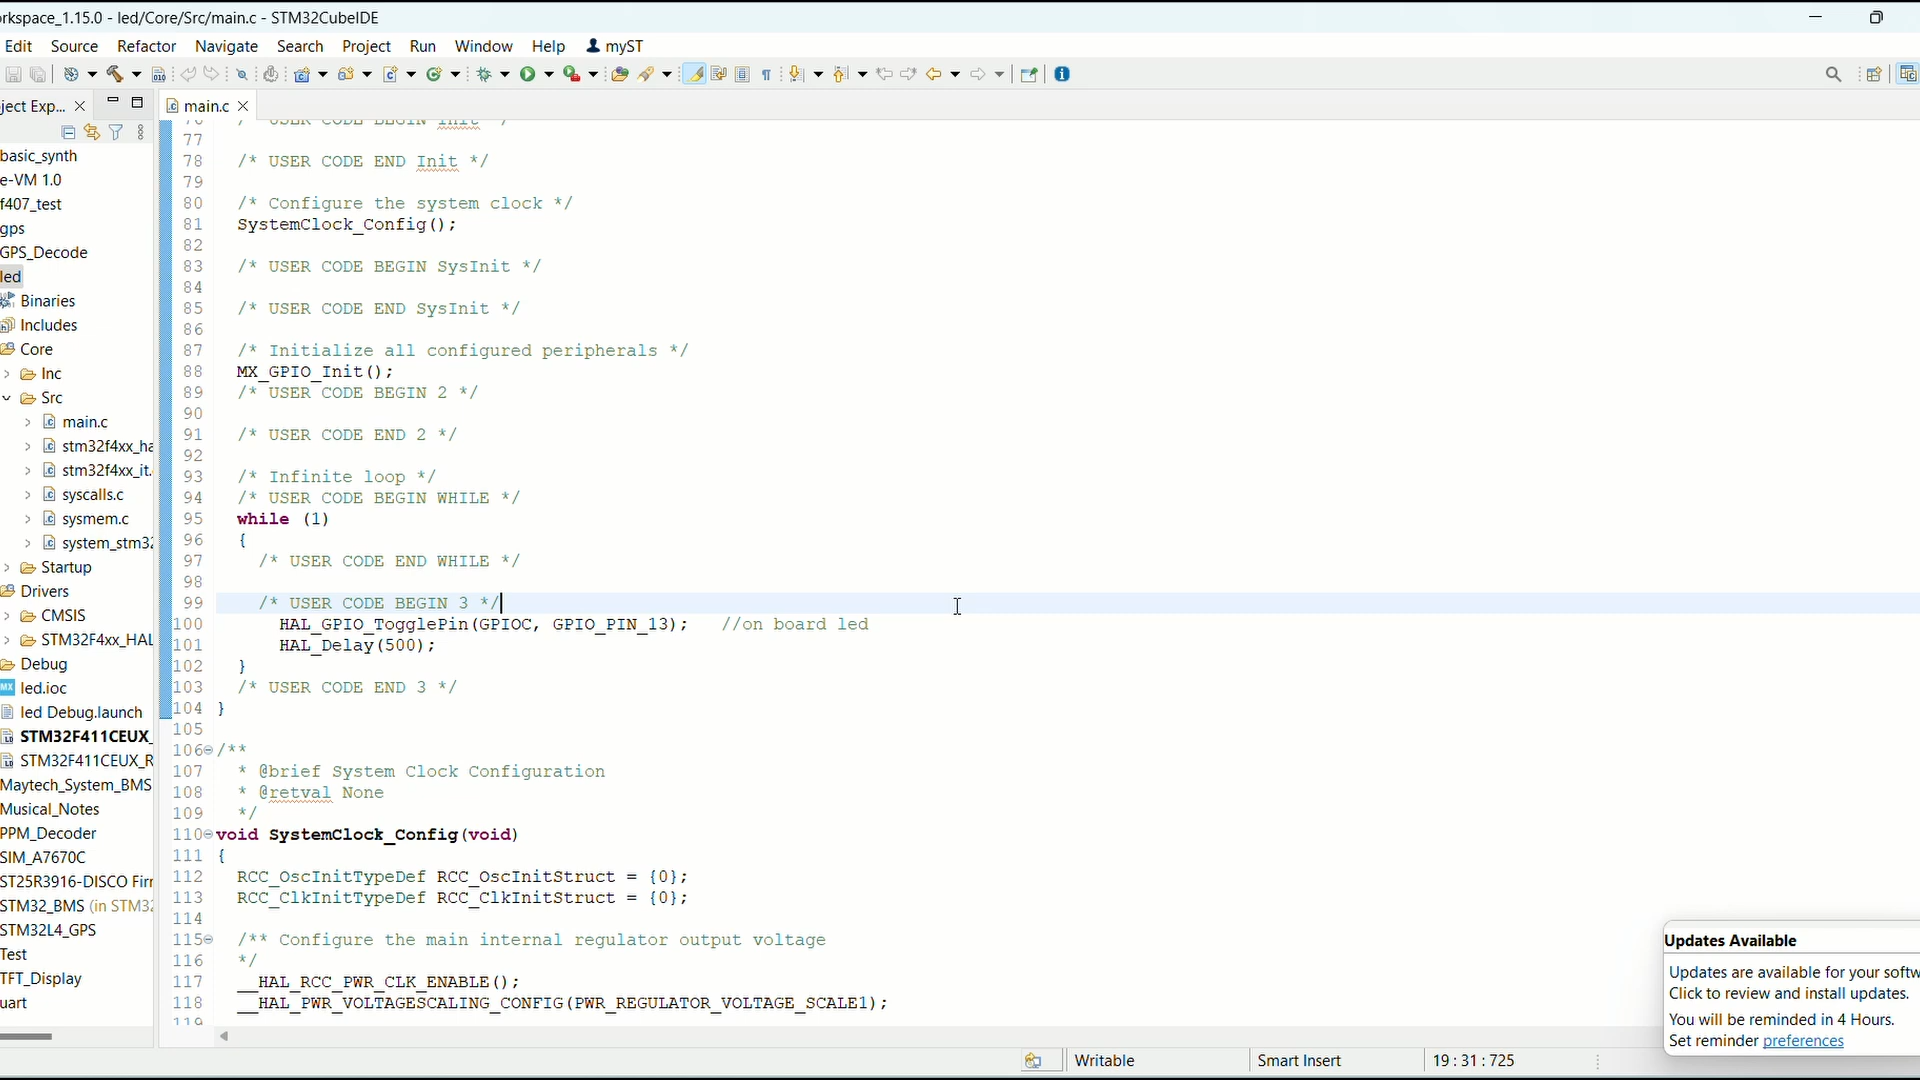 rkspace_1.15.0 - led/Core/Src/main.c - STM32CubeIDE
Edit Source Refactor Navigate Search Project Run Window Help myST
ject Exp...
main.c
basic_synth
e-VM 1.0
f407_test
gps
GPS_Decode
led
Binaries
Includes
Core
Inc
Src
main.c
stm32f4xx_ha
stm32f4xx_it.
syscalls.c
sysmem.c
system_stm32
Startup
Drivers
CMSIS
STM32F4xx_HAL
Debug
led.ioc
led Debug.launch
STM32F411CEUX_
STM32F411CEUX_R
Maytech_System_BMS
Musical_Notes
PPM_Decoder
SIM_A7670C
ST25R3916-DISCO Firr
STM32_BMS (in STM32
STM32L4_GPS
Test
TFT_Display
uart
76 /* USER CODE BEGIN Init */
77
78 /* USER CODE END Init */
79
80 /* Configure the system clock */
81 SystemClock_Config();
82
83 /* USER CODE BEGIN SysInit */
84
85 /* USER CODE END SysInit */
86
87 /* Initialize all configured peripherals */
88 MX_GPIO_Init();
89 /* USER CODE BEGIN 2 */
90
91 /* USER CODE END 2 */
92
93 /* Infinite loop */
94 /* USER CODE BEGIN WHILE */
95 while (1)
96 {
97 /* USER CODE END WHILE */
98
99 /* USER CODE BEGIN 3 */
100 HAL_GPIO_TogglePin(GPIOC, GPIO_PIN_13); //on board led
101 HAL_Delay(500);
102 }
103 /* USER CODE END 3 */
104 }
105
106 /**
107 * @brief System Clock Configuration
108 * @retval None
109 */
110 void SystemClock_Config(void)
111 {
112 RCC_OscInitTypeDef RCC_OscInitStruct = {0};
113 RCC_ClkInitTypeDef RCC_ClkInitStruct = {0};
114
115 /** Configure the main internal regulator output voltage
116 */
117 __HAL_RCC_PWR_CLK_ENABLE();
118 __HAL_PWR_VOLTAGESCALING_CONFIG(PWR_REGULATOR_VOLTAGE_SCALE1);
119
Updates Available
Updates are available for your softw
Click to review and install updates.
You will be reminded in 4 Hours.
Set reminder preferences
Writable Smart Insert 19 : 31 : 725